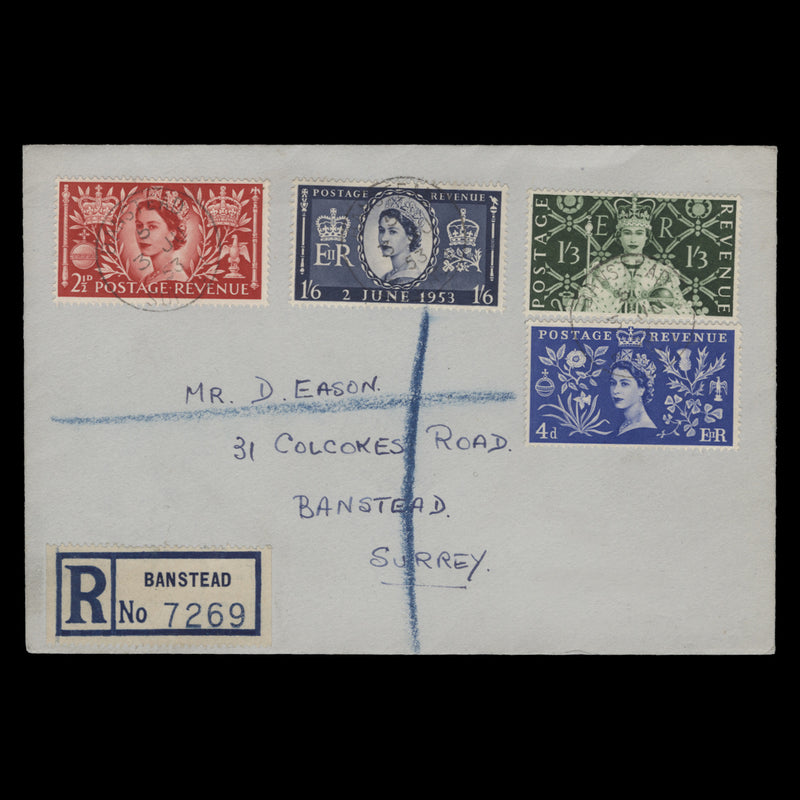 2½D POSTAGE·REVENUE
POSTAGE REVENUE
EIIR
1/6 2 JUNE 1953 1/6
POSTAGE REVENUE
E R
1/3 1/3
BANSTEAD
POSTAGE REVENUE
4d EIIR
MR. D. EASON.
31 COLCOKES ROAD.
BANSTEAD.
SURREY.
R BANSTEAD
No 7269